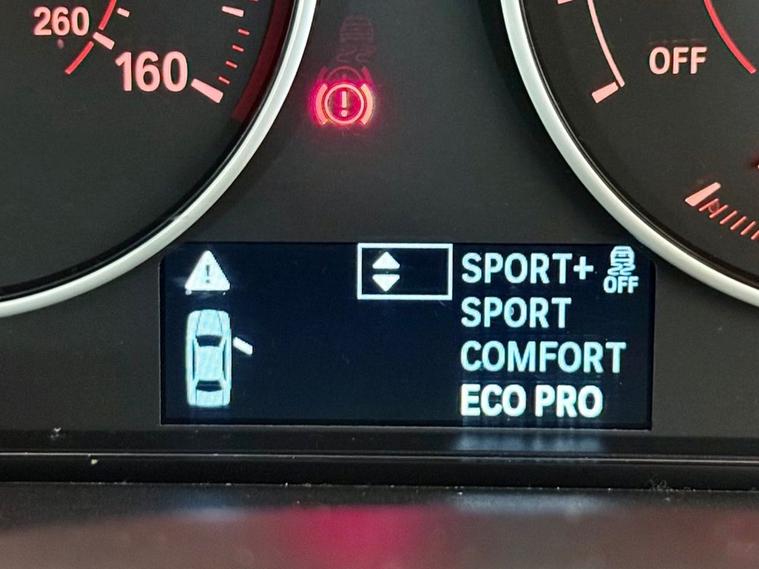 260
160
OFF
SPORT+
OFF
SPORT
COMFORT
ECO PRO